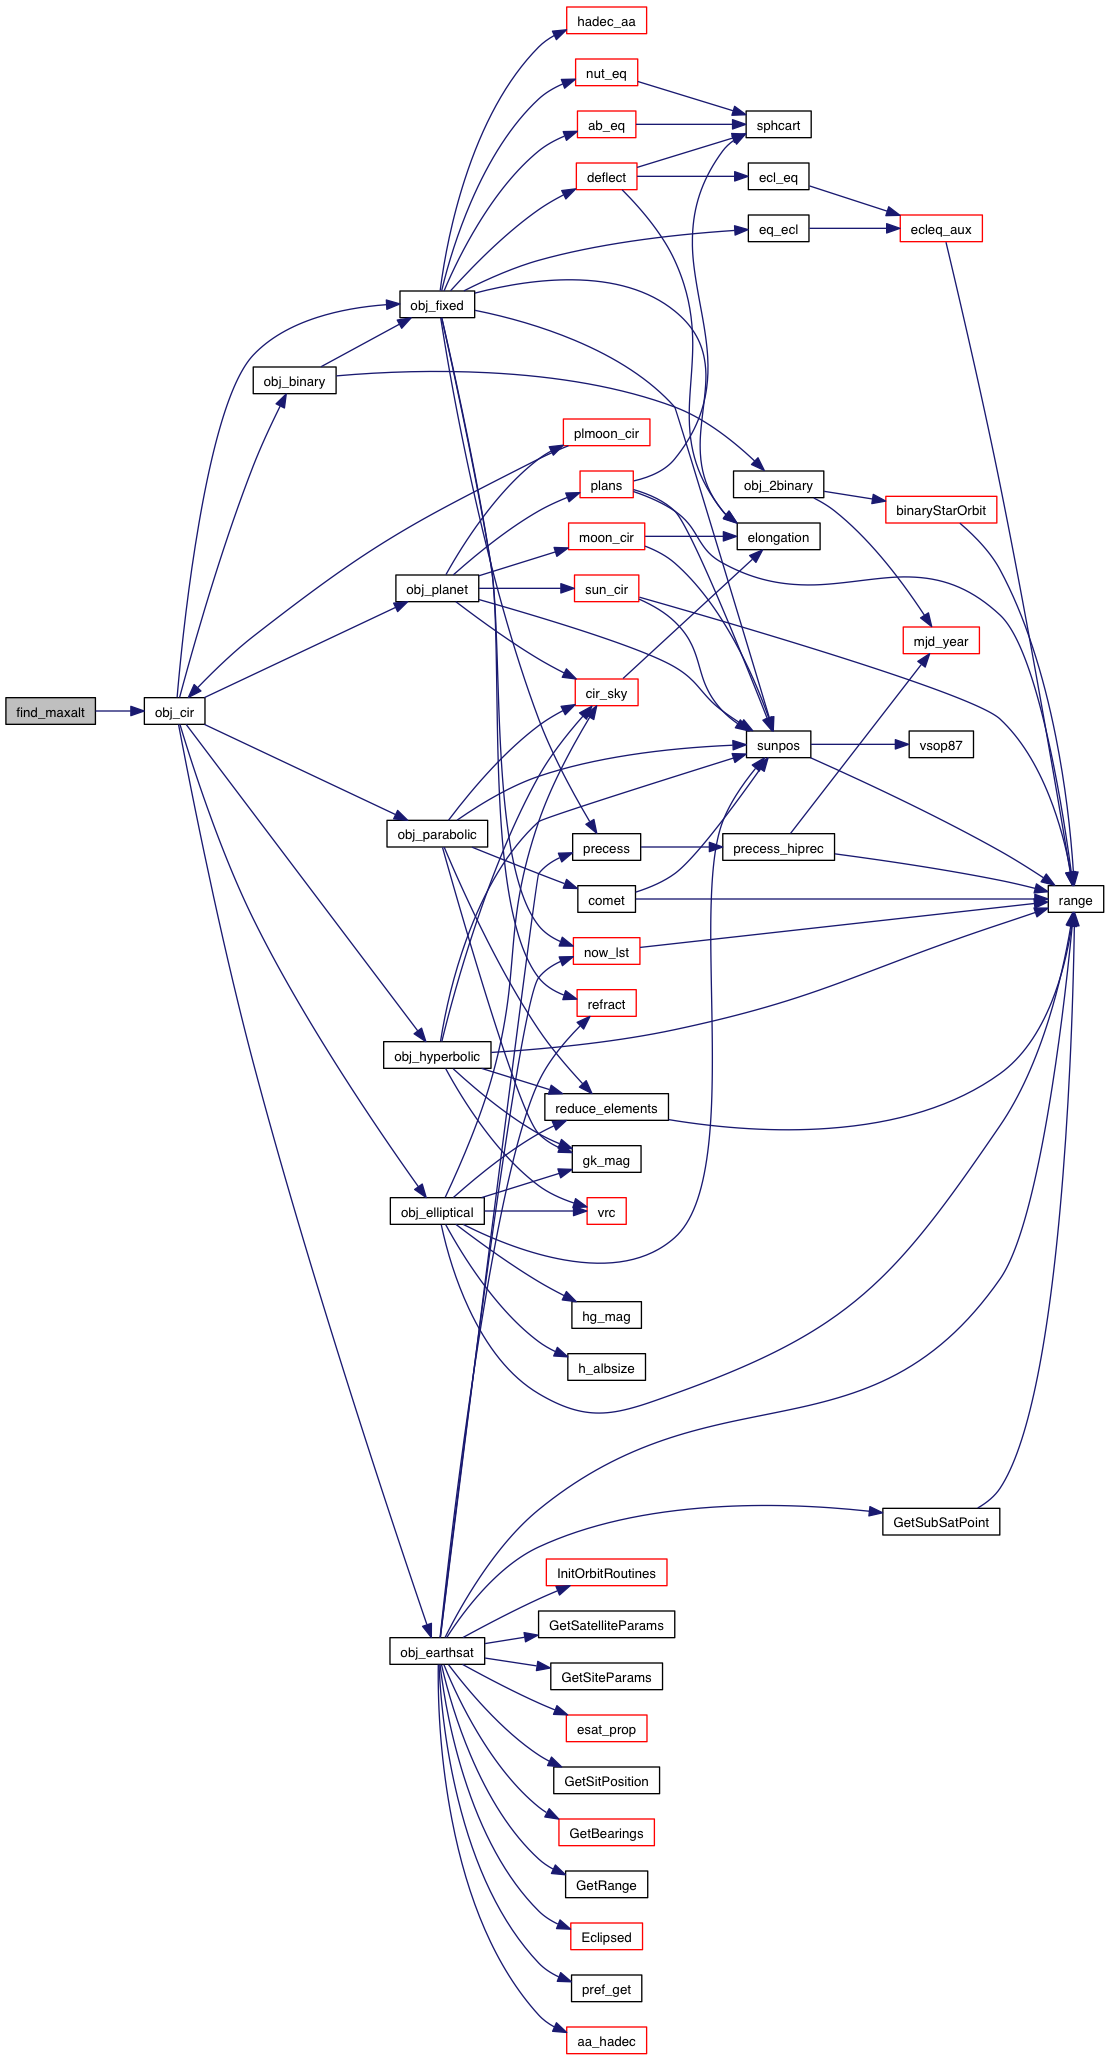 hadec_aa
nut_eq
ab_eq
sphcart
deflect
ecl_eq
eq_ecl
ecleq_aux
obj_fixed
obj_binary
plmoon_cir
plans
obj_2binary
binaryStarOrbit
moon_cir
elongation
obj_planet
sun_cir
mjd_year
cir_sky
find_maxalt
obj_cir
sunpos
vsop87
obj_parabolic
precess
precess_hiprec
comet
range
now_lst
refract
obj_hyperbolic
reduce_elements
gk_mag
obj_elliptical
vrc
hg_mag
h_albsize
GetSubSatPoint
InitOrbitRoutines
GetSatelliteParams
obj_earthsat
GetSiteParams
esat_prop
GetSitPosition
GetBearings
GetRange
Eclipsed
pref_get
aa_hadec